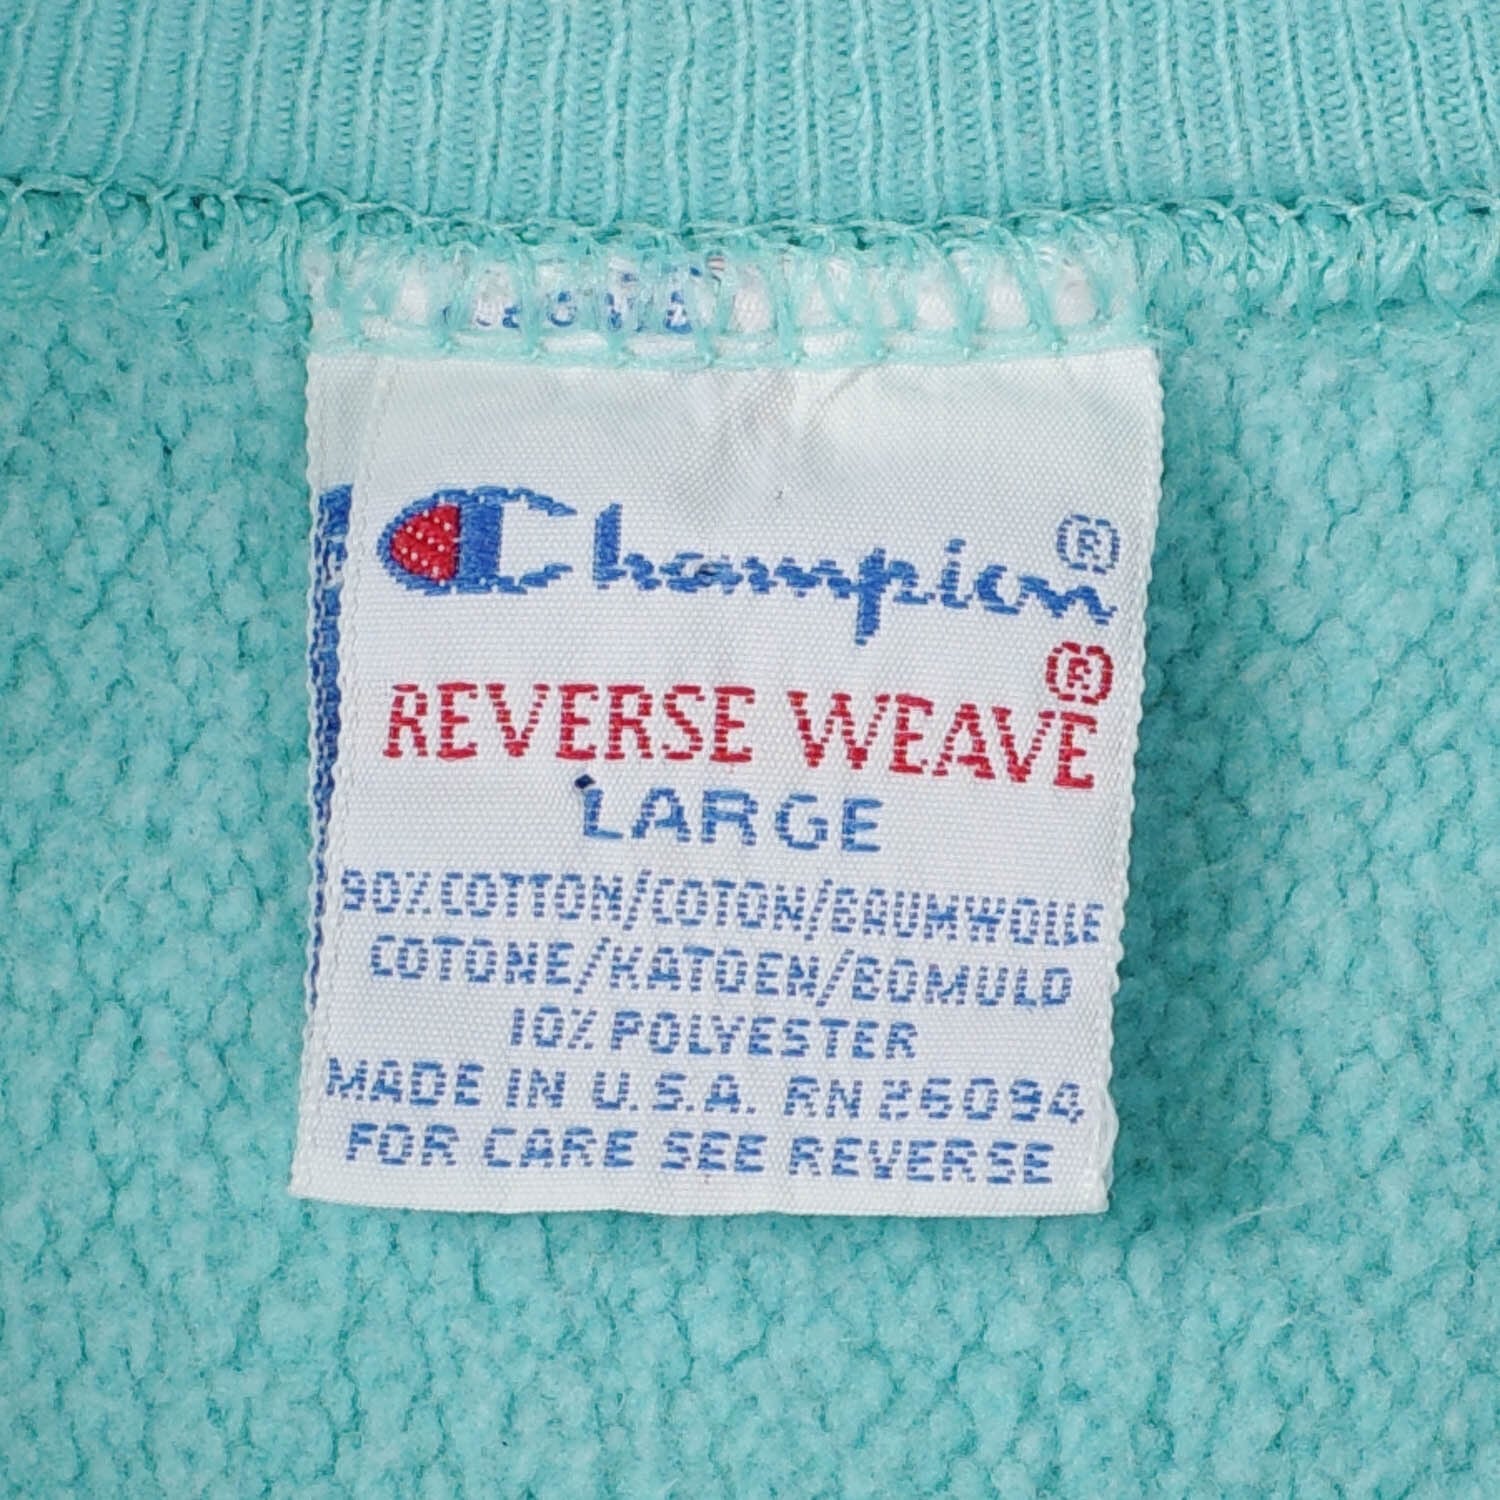 Champion®
REVERSE WEAVE®
LARGE
90% COTTON/COTON/BAUMWOLLE
COTONE/KATOEN/BOMULD
10% POLYESTER
MADE IN U.S.A. RN 26094
FOR CARE SEE REVERSE